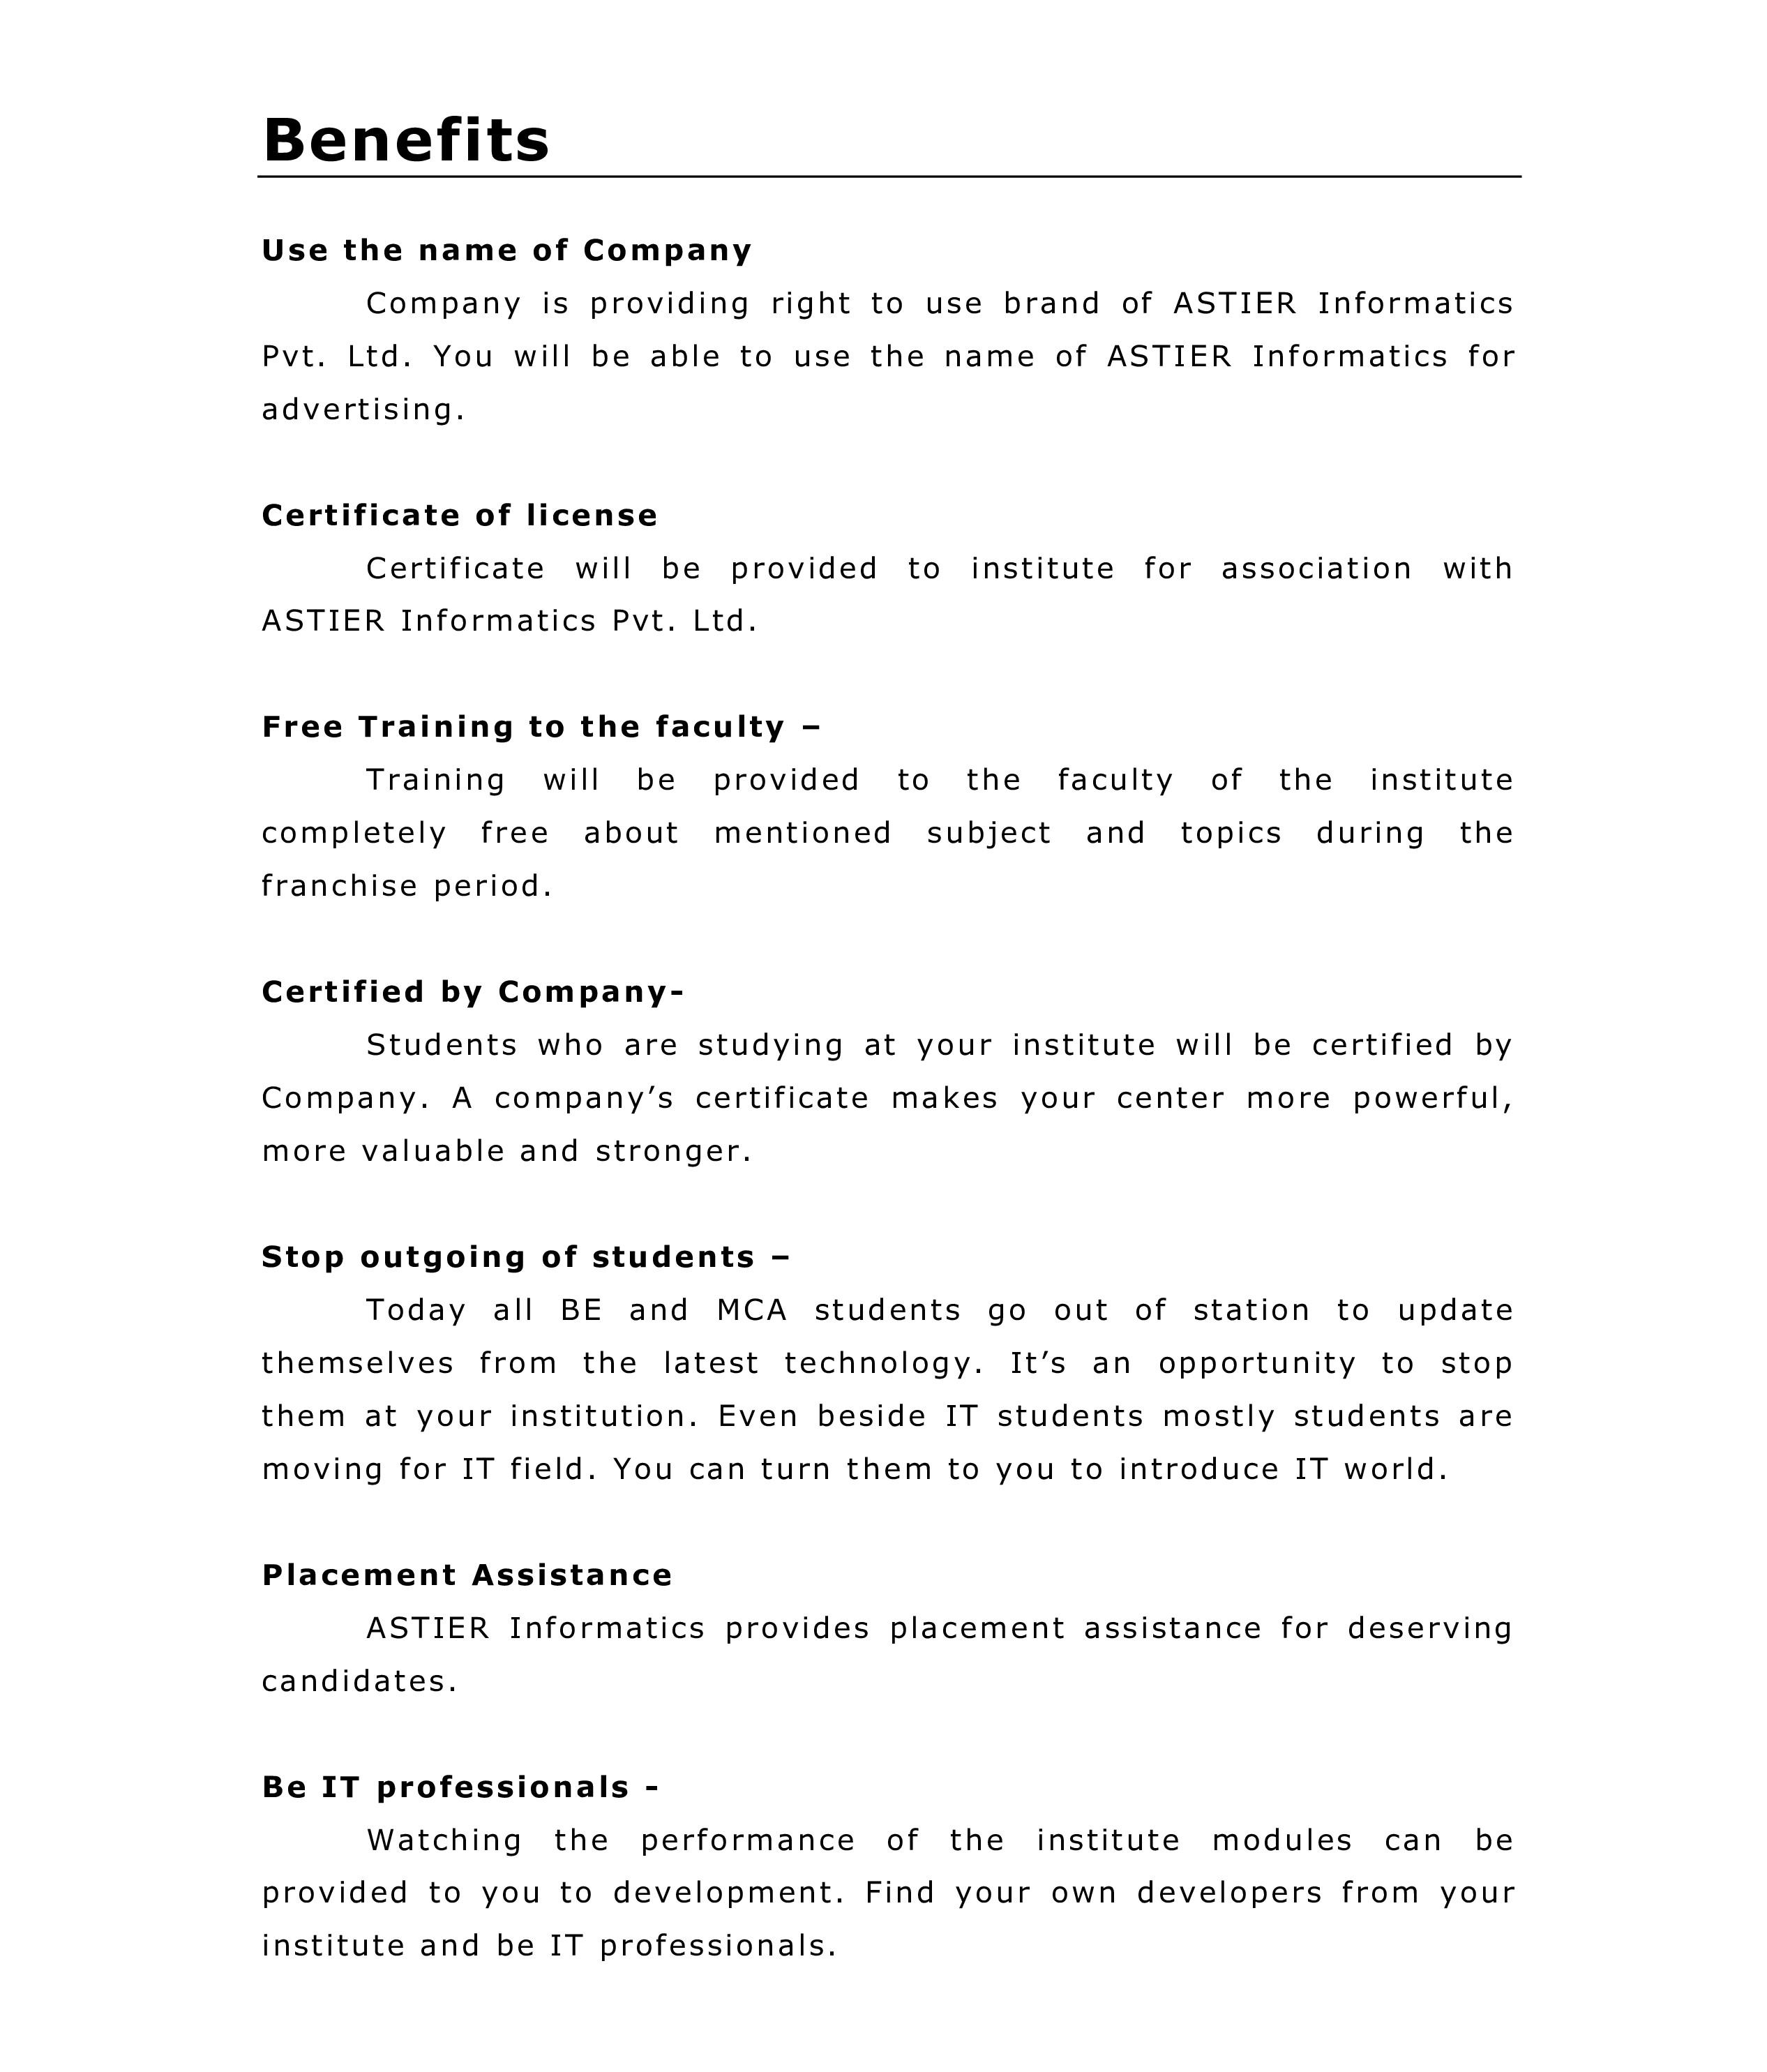 Benefits
Use the name of Company
Company is providing right to use brand of ASTIER Informatics
Pvt. Ltd. You will be able to use the name of ASTIER Informatics for
advertising.
Certificate of license
Certificate will be provided to institute for association with
ASTIER Informatics Pvt. Ltd.
Free Training to the faculty –
Training will be provided to the faculty of the institute
completely free about mentioned subject and topics during the
franchise period.
Certified by Company-
Students who are studying at your institute will be certified by
Company. A company’s certificate makes your center more powerful,
more valuable and stronger.
Stop outgoing of students –
Today all BE and MCA students go out of station to update
themselves from the latest technology. It’s an opportunity to stop
them at your institution. Even beside IT students mostly students are
moving for IT field. You can turn them to you to introduce IT world.
Placement Assistance
ASTIER Informatics provides placement assistance for deserving
candidates.
Be IT professionals -
Watching the performance of the institute modules can be
provided to you to development. Find your own developers from your
institute and be IT professionals.